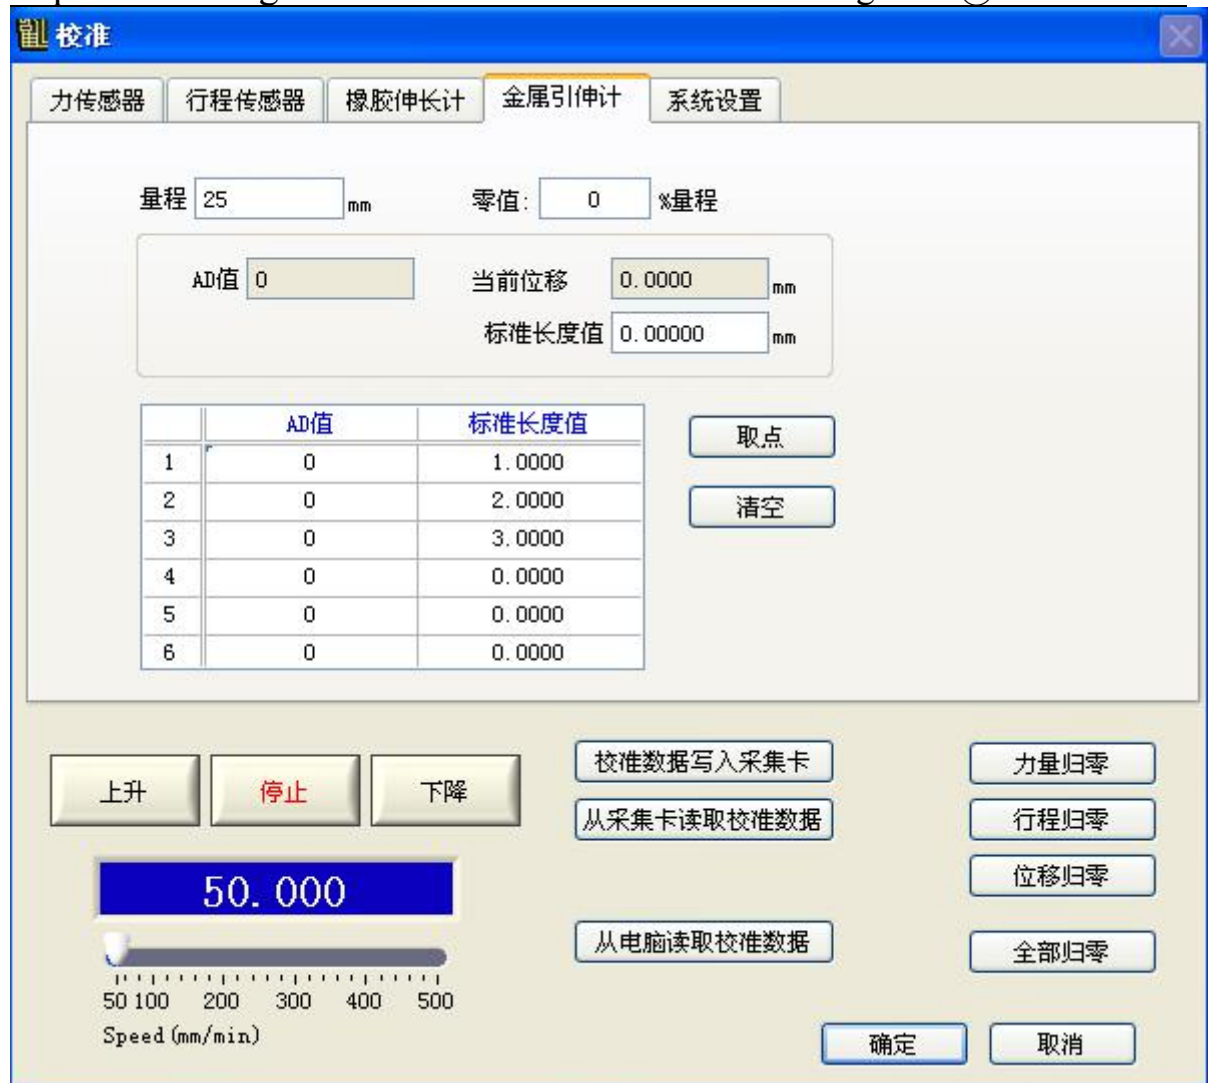 校准
力传感器 行程传感器 橡胶伸长计 金属引伸计 系统设置
量程 25 mm 零值: 0 %量程
AD值 0 当前位移 0.0000 mm
标准长度值 0.00000 mm
AD值 标准长度值
1 0 1.0000
2 0 2.0000
3 0 3.0000
4 0 0.0000
5 0 0.0000
6 0 0.0000
取点
清空
上升 停止 下降
50.000
50 100 200 300 400 500
Speed(mm/min)
校准数据写入采集卡
从采集卡读取校准数据
从电脑读取校准数据
力量归零
行程归零
位移归零
全部归零
确定 取消